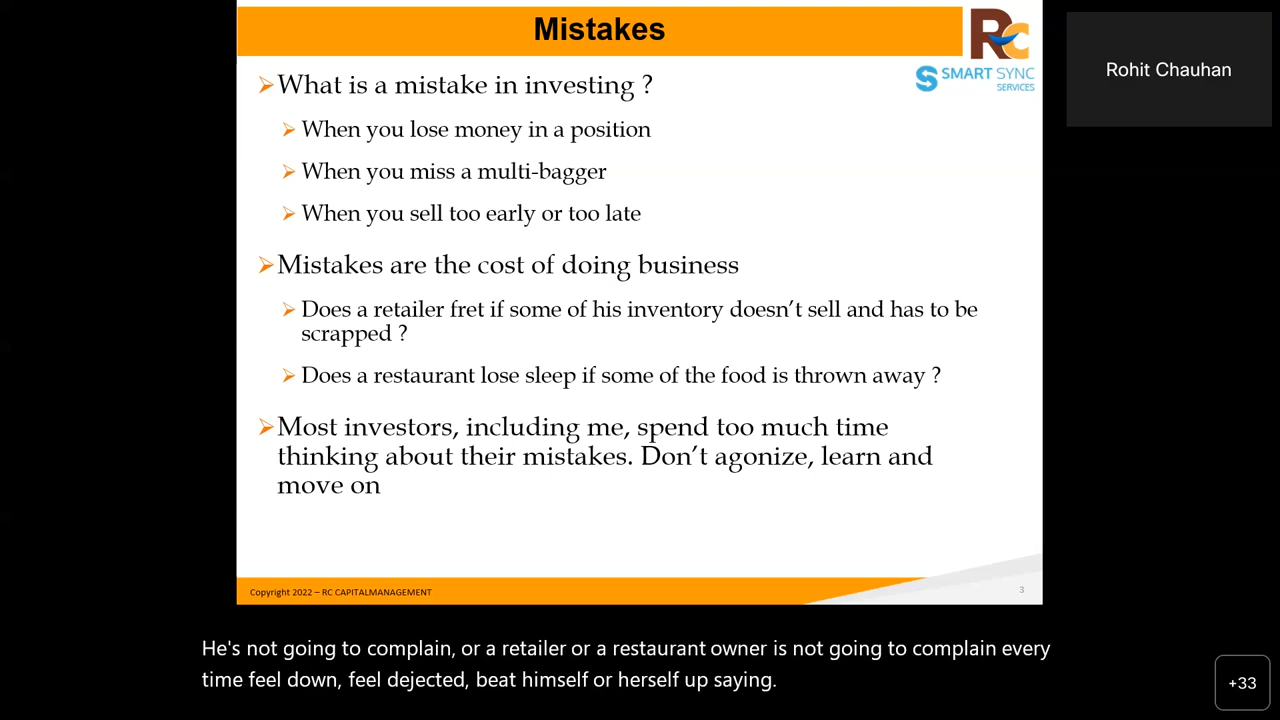 Mistakes
Rc
SMART SYNC
SERVICES
Rohit Chauhan
➢What is a mistake in investing ?
➢ When you lose money in a position
➢ When you miss a multi-bagger
➢ When you sell too early or too late
➢Mistakes are the cost of doing business
➢ Does a retailer fret if some of his inventory doesn’t sell and has to be
scrapped ?
➢ Does a restaurant lose sleep if some of the food is thrown away ?
➢Most investors, including me, spend too much time
thinking about their mistakes. Don’t agonize, learn and
move on
Copyright 2022 – RC CAPITALMANAGEMENT
3
He's not going to complain, or a retailer or a restaurant owner is not going to complain every
time feel down, feel dejected, beat himself or herself up saying.
+33